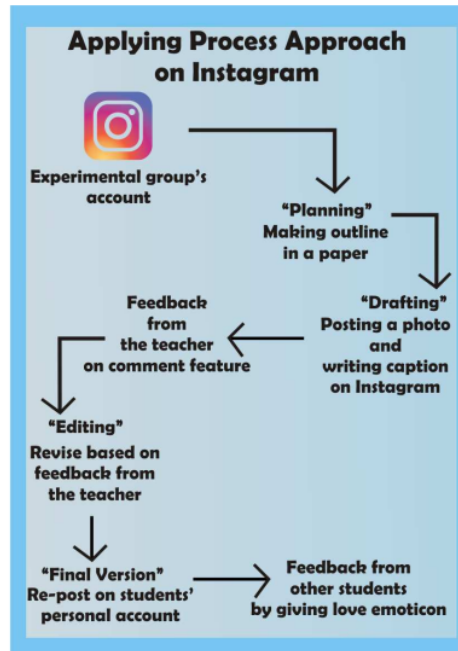 Applying Process Approach
on Instagram
Experimental group's
account
"Planning"
Making outline
in a paper
"Drafting"
Posting a photo
and
writing caption
on Instagram
Feedback
from
the teacher
on comment feature
"Editing"
Revise based on
feedback from
the teacher
"Final Version"
Re-post on students'
personal account
Feedback from
other students
by giving love emoticon